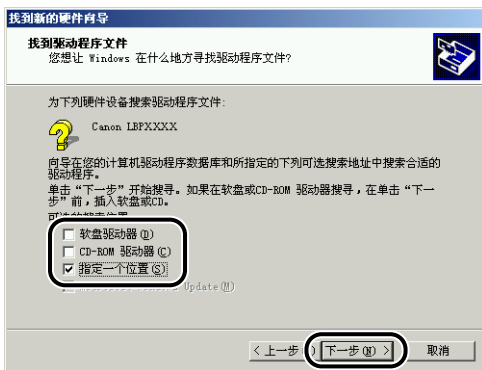 找到新的硬件向导
找到驱动程序文件
您想让 Windows 在什么地方寻找驱动程序文件?
为下列硬件设备搜索驱动程序文件:
Canon LBPXXXX
向导在您的计算机驱动程序数据库和所指定的下列可选搜索地址中搜索合适的
驱动程序。
单击“下一步”开始搜寻。如果在软盘或CD-ROM 驱动器搜寻，在单击“下一
步”前，插入软盘或CD。
软盘驱动器(D)
CD-ROM 驱动器(C)
指定一个位置(S)
Update(M)
< 上一步
下一步(N) >
取消